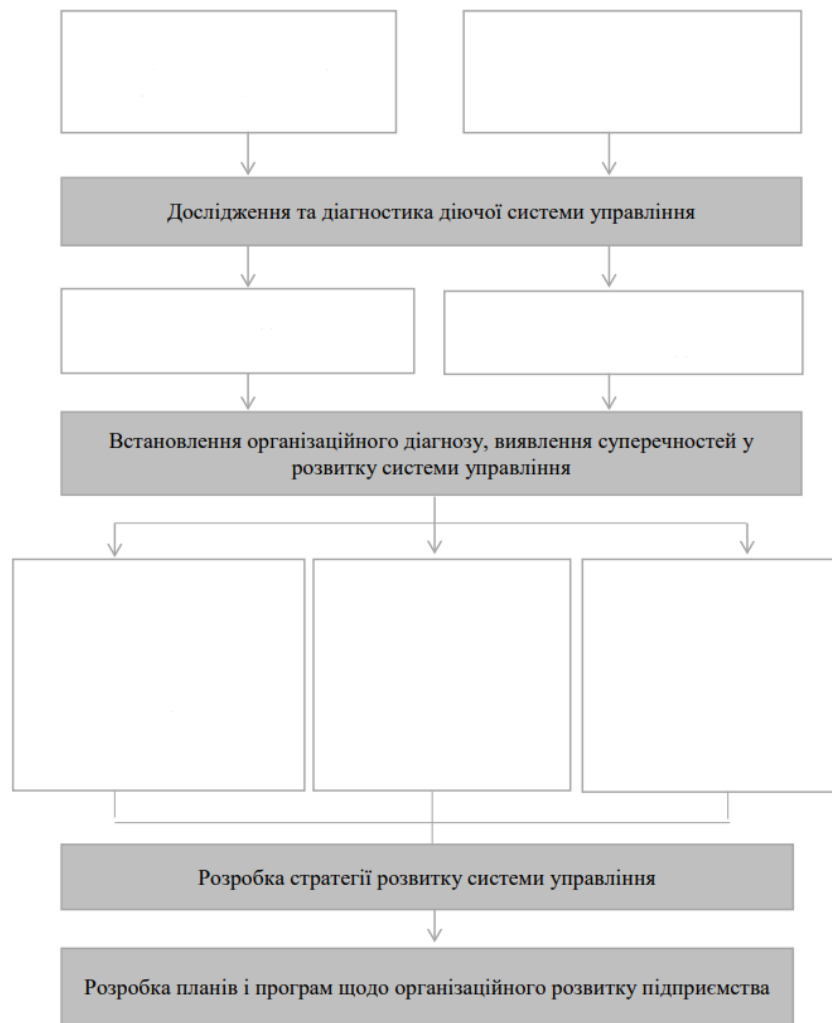 Дослідження та діагностика діючої системи управління
Встановлення організаційного діагнозу, виявлення суперечностей у
розвитку системи управління
Розробка стратегії розвитку системи управління
Розробка планів і програм щодо організаційного розвитку підприємства